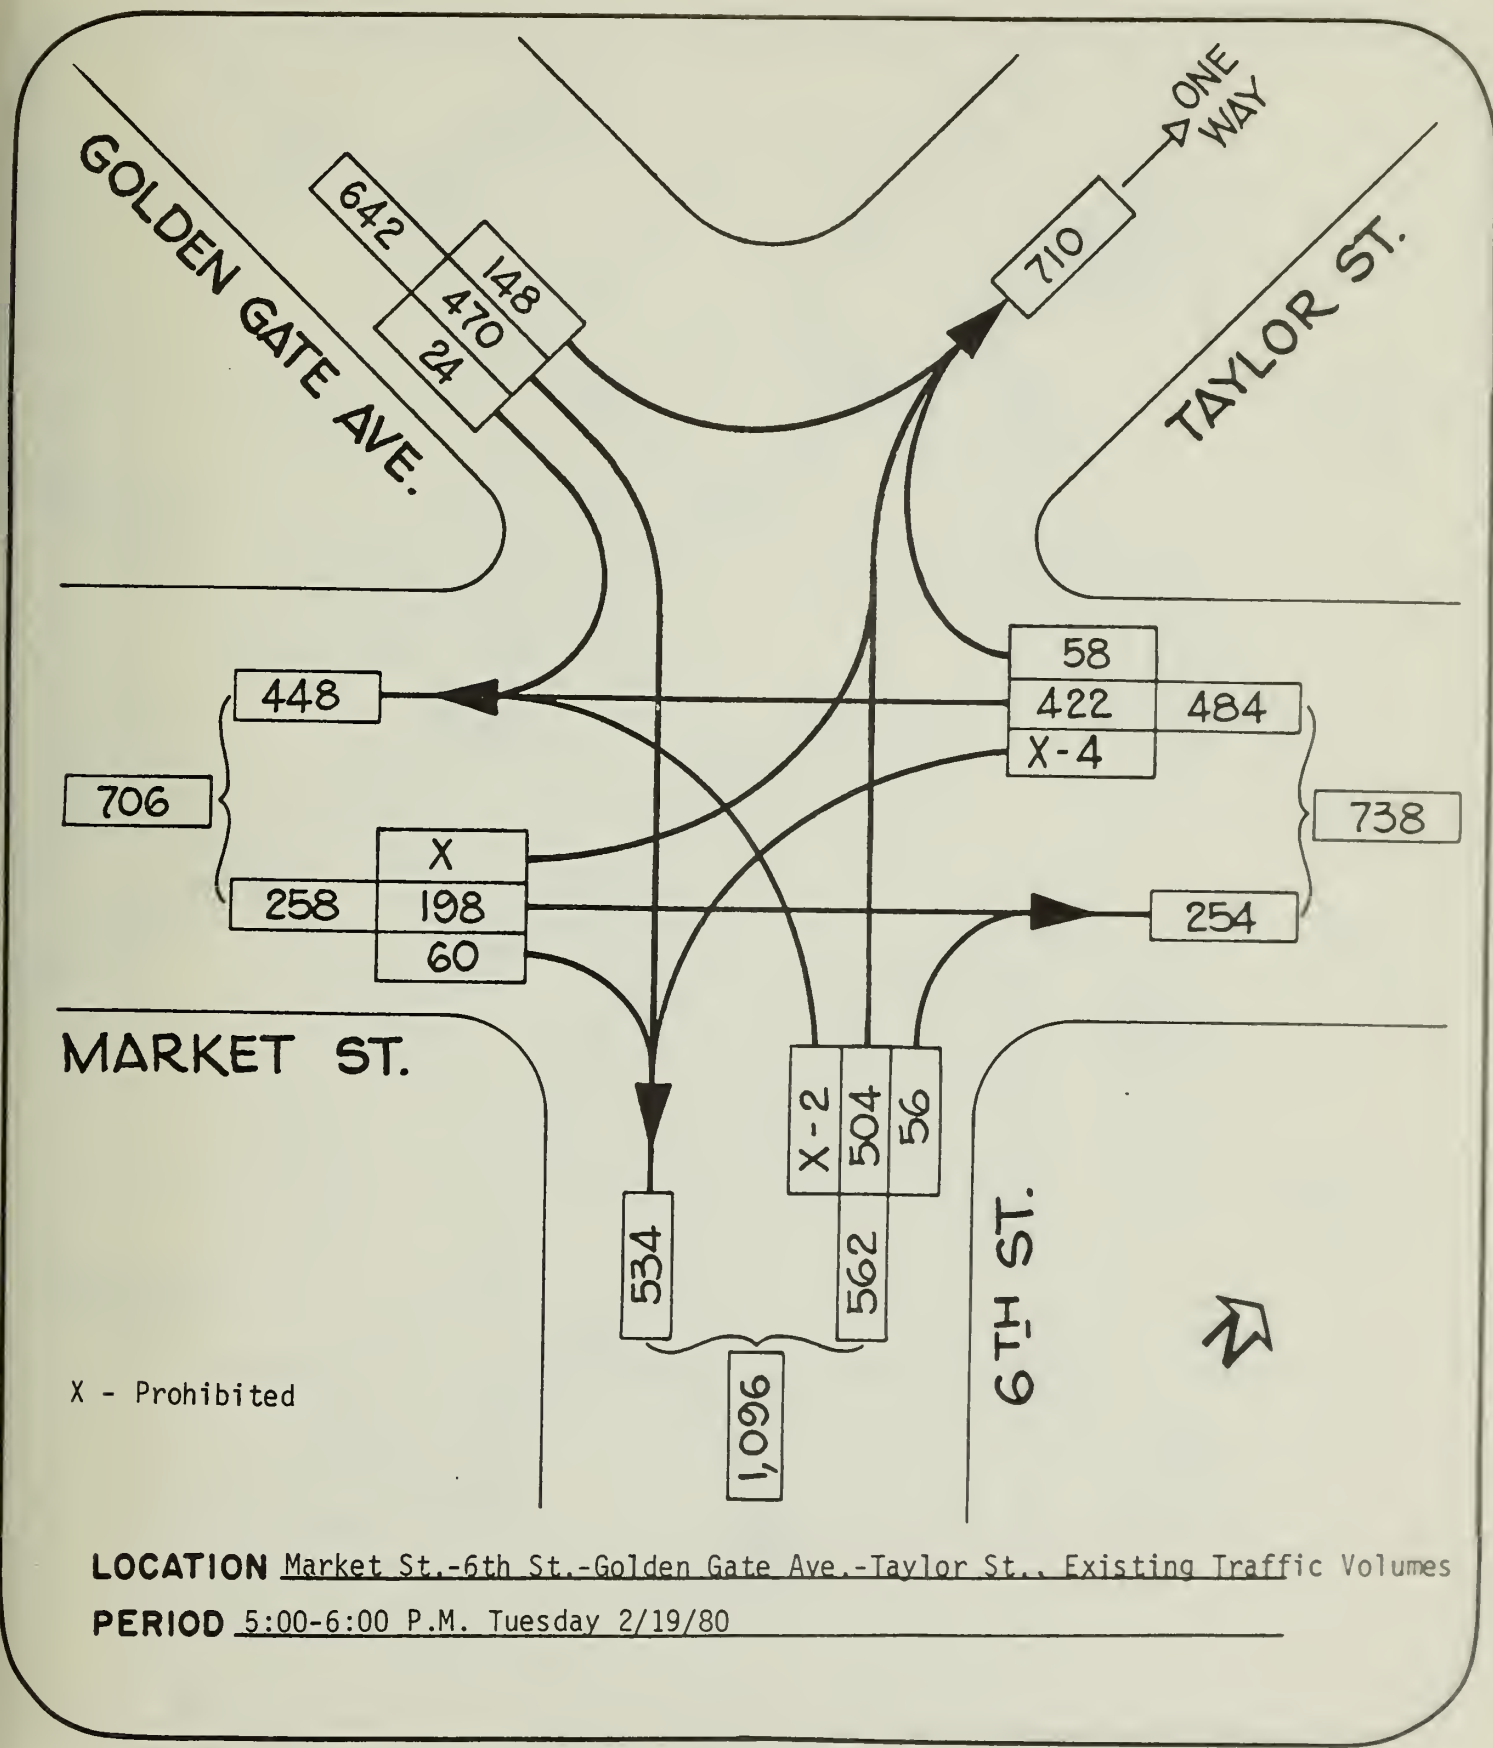 ONE
WAY
GOLDEN GATE AVE.
642
148
470
24
710
TAYLOR ST.
58
448
422 484
X-4
706
738
X
258 198
254
60
MARKET ST.
X-2
504
56
534
562
6TH ST.
1,096
X - Prohibited
LOCATION Market St.-6th St.-Golden Gate Ave.-Taylor St., Existing Traffic Volumes
PERIOD 5:00-6:00 P.M. Tuesday 2/19/80